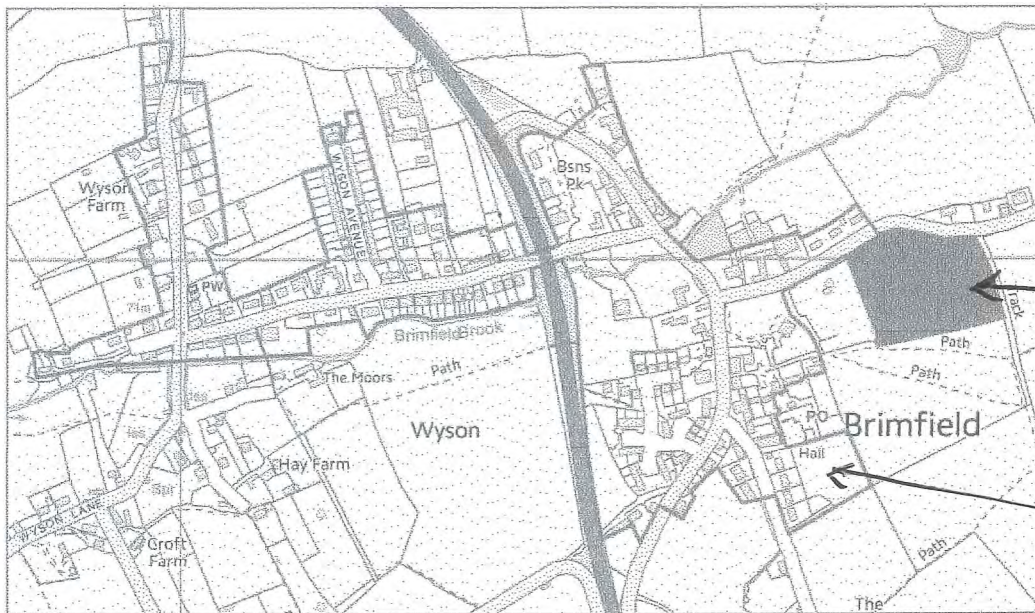 Bsns
Pk
Wyson
Farm
WYSON AVENUE
PW
Track
Brimfield Brook
Path
Path
The Moors
Path
PO
Brimfield
Wyson
Hall
Hay Farm
WYSON LANE
Croft
Farm
Path
The